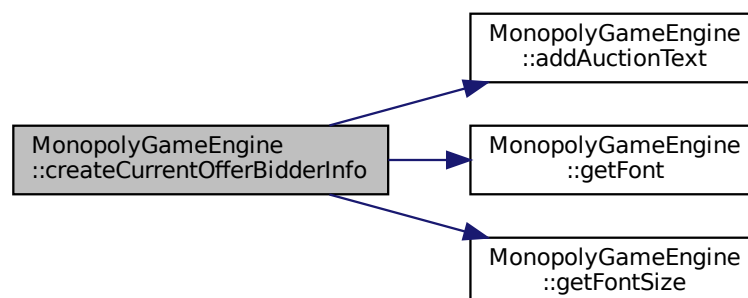 MonopolyGameEngine
::addAuctionText
MonopolyGameEngine
::createCurrentOfferBidderInfo
MonopolyGameEngine
::getFont
MonopolyGameEngine
::getFontSize